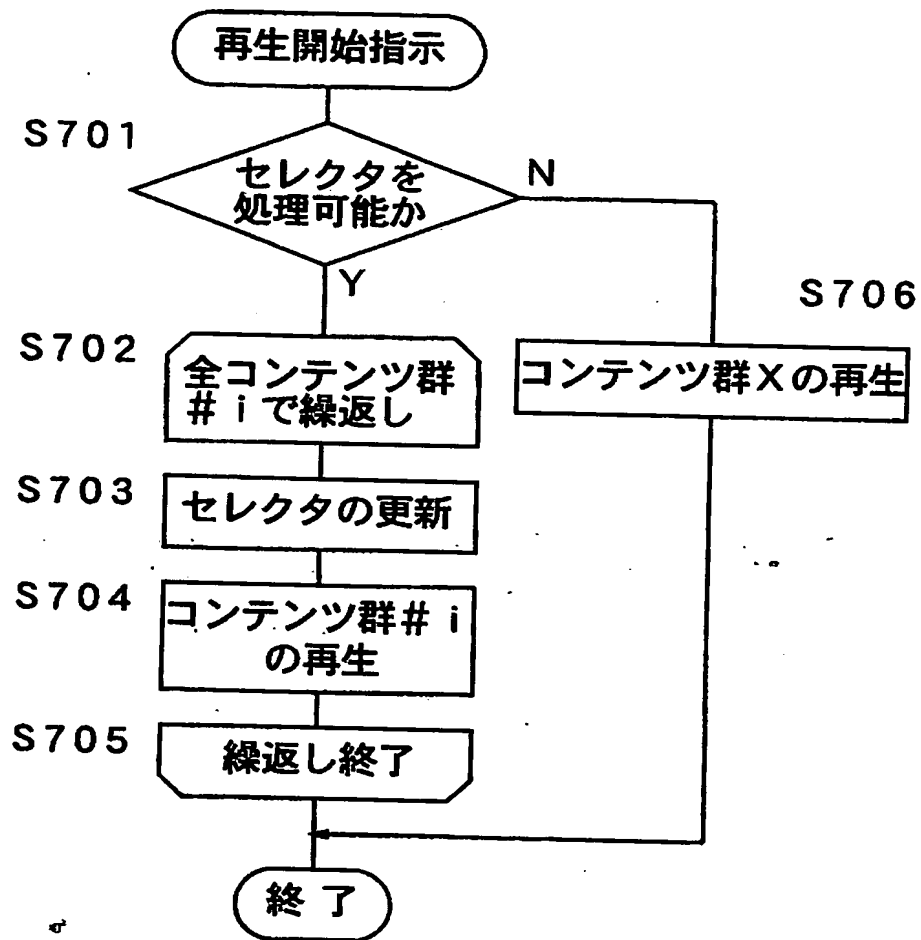 再生開始指示
S701
セレクタを
処理可能か
N
Y
S706
S702
全コンテンツ群
#iで繰返し
コンテンツ群Xの再生
S703
セレクタの更新
S704
コンテンツ群#i
の再生
S705
繰返し終了
終了